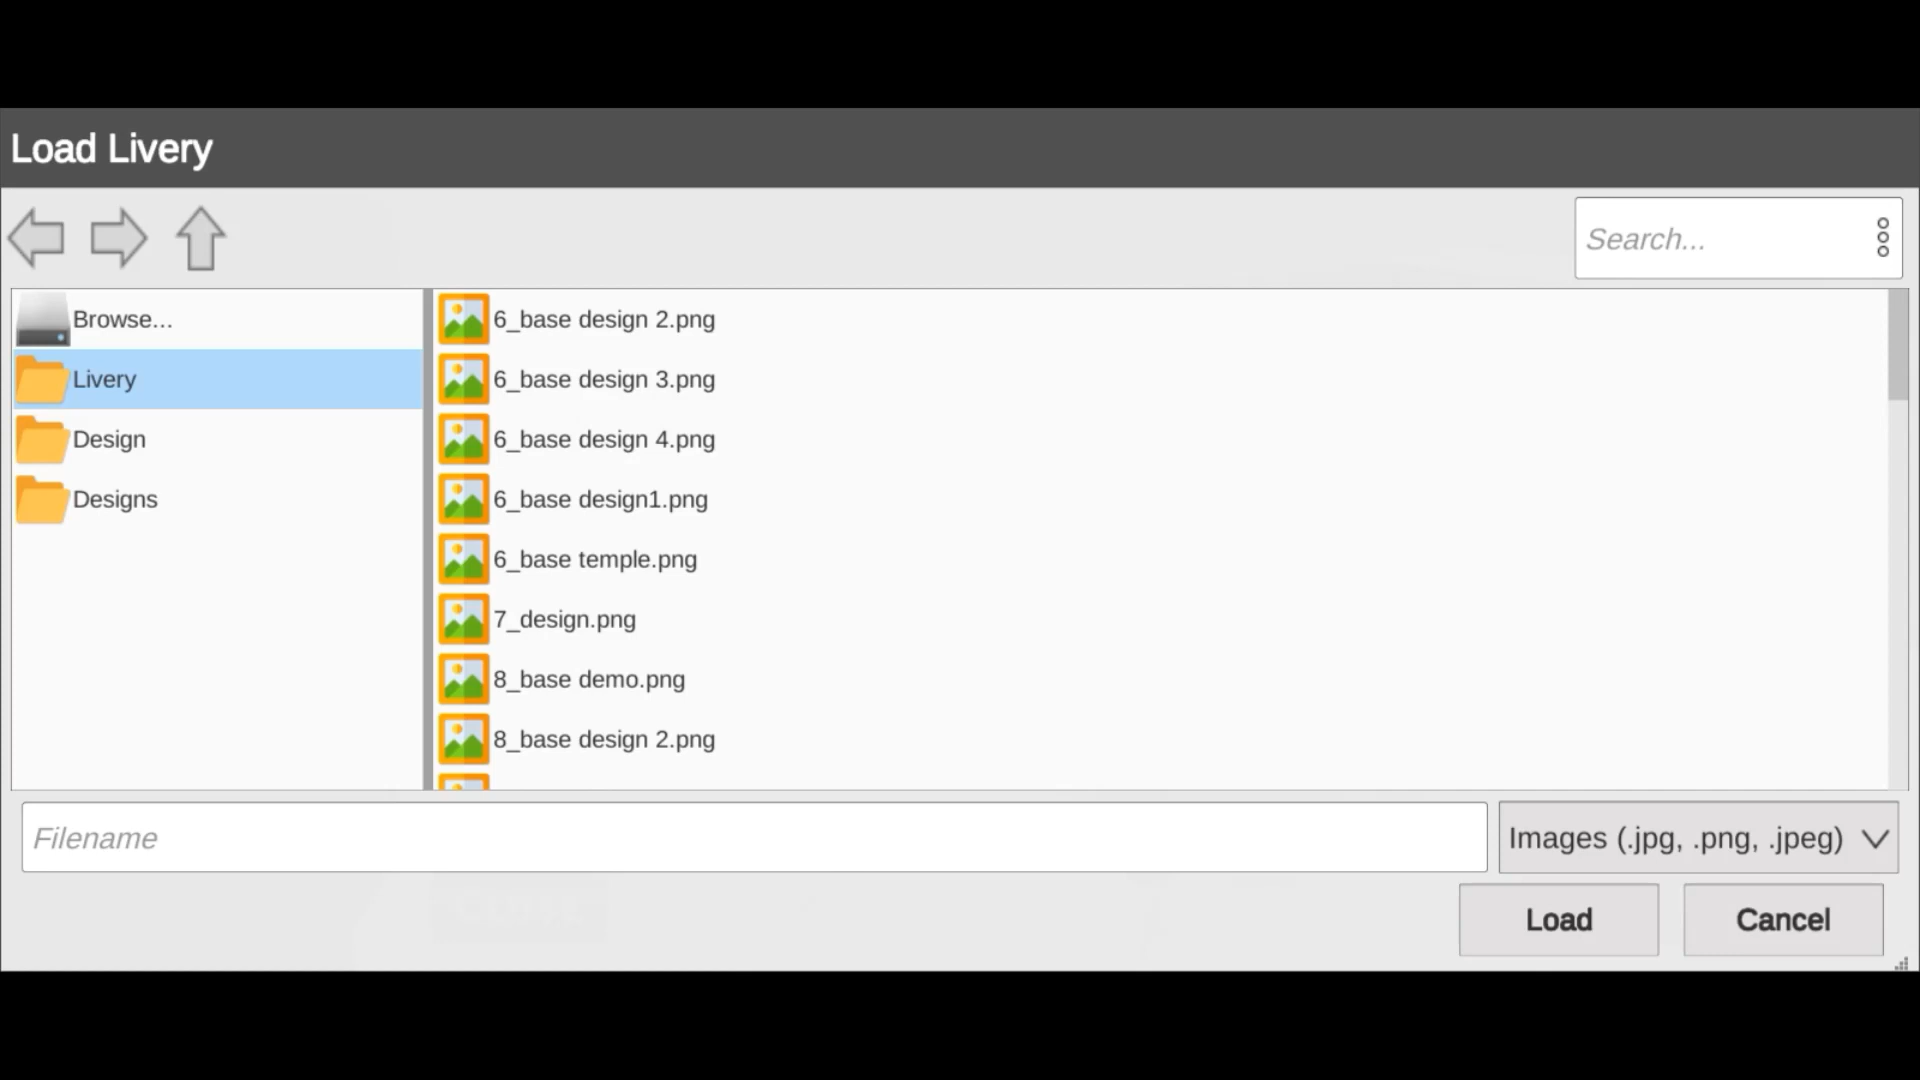 Load Livery
Search...
Browse...
Livery
Design
Designs
6_base design 2.png
6_base design 3.png
6_base design 4.png
6_base design1.png
6_base temple.png
7_design.png
8_base demo.png
8_base design 2.png
Filename
Images (.jpg, .png, .jpeg)
Load
Cancel